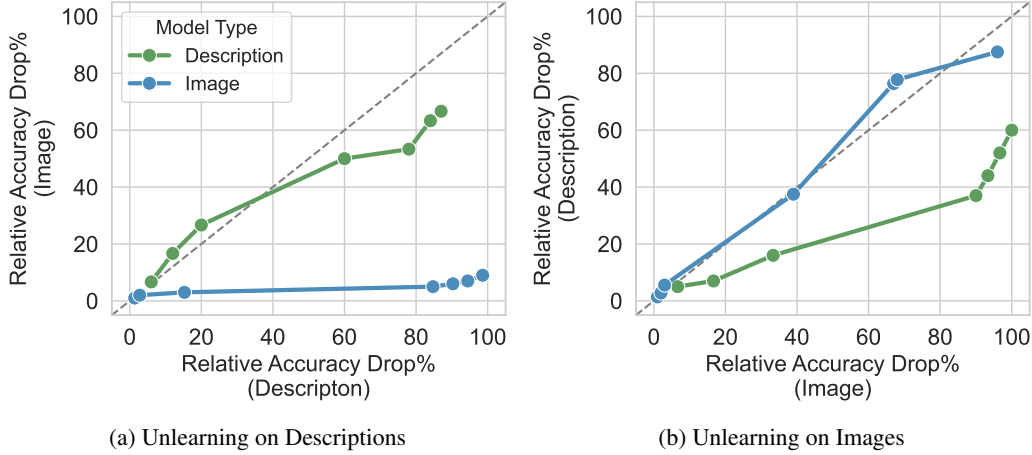 Relative Accuracy Drop%
(Image)
100
80
60
40
20
0
Model Type
Description
Image
0 20 40 60 80 100
Relative Accuracy Drop%
(Descripton)
(a) Unlearning on Descriptions
Relative Accuracy Drop%
(Description)
100
80
60
40
20
0
0 20 40 60 80 100
Relative Accuracy Drop%
(Image)
(b) Unlearning on Images